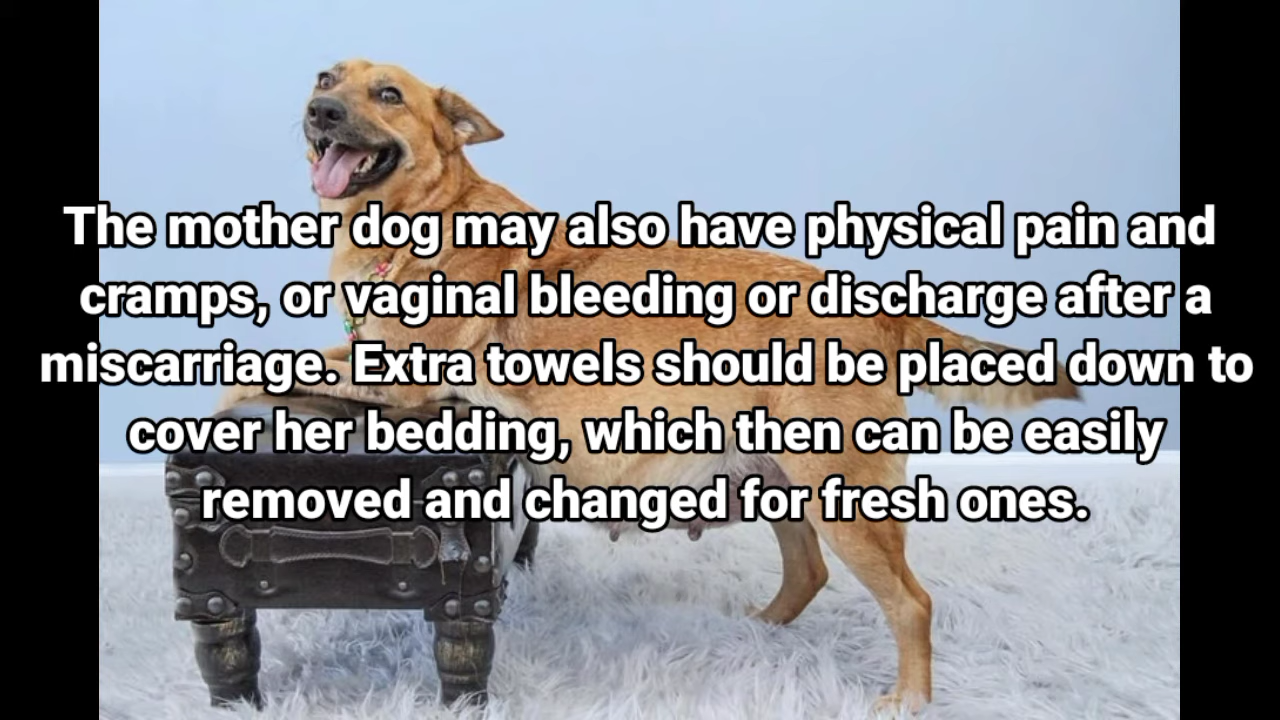 The mother dog may also have physical pain and
cramps, or vaginal bleeding or discharge after a
miscarriage. Extra towels should be placed down to
cover her bedding, which then can be easily
removed and changed for fresh ones.